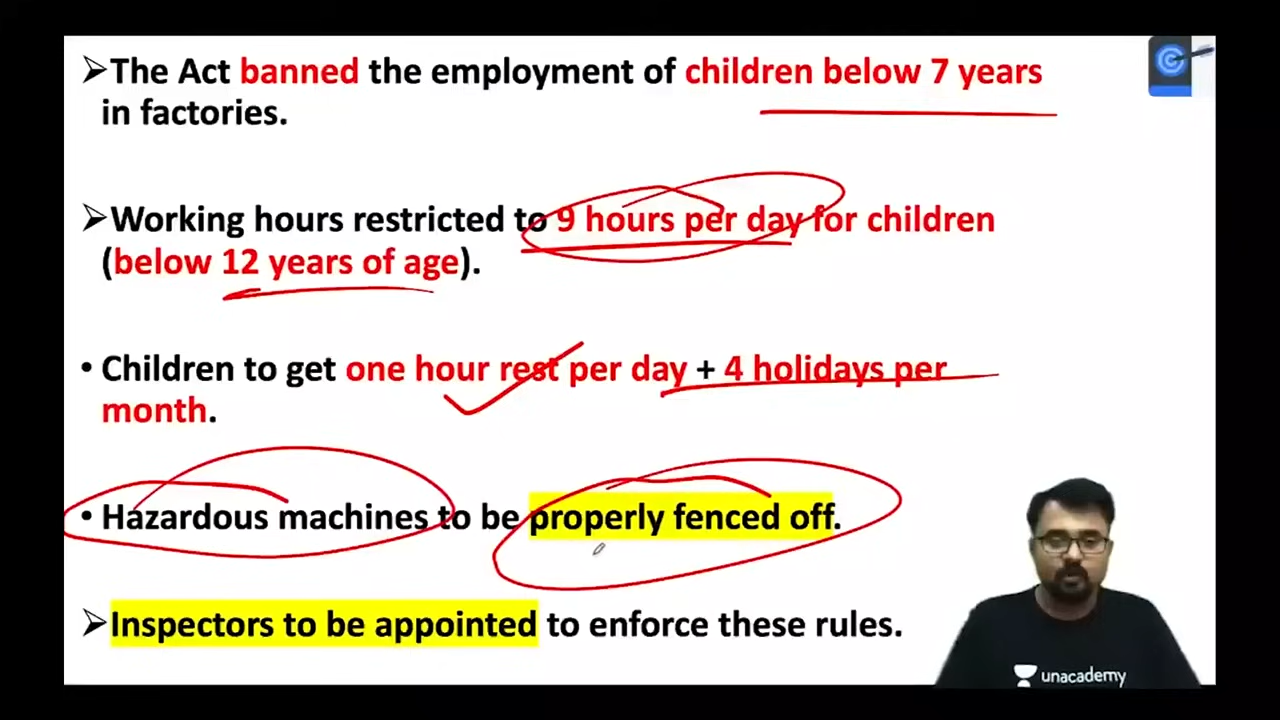 ➢The Act banned the employment of children below 7 years
in factories.
➢Working hours restricted to 9 hours per day for children
(below 12 years of age).
• Children to get one hour rest per day + 4 holidays per
month.
• Hazardous machines to be properly fenced off.
➢Inspectors to be appointed to enforce these rules.
unacademy